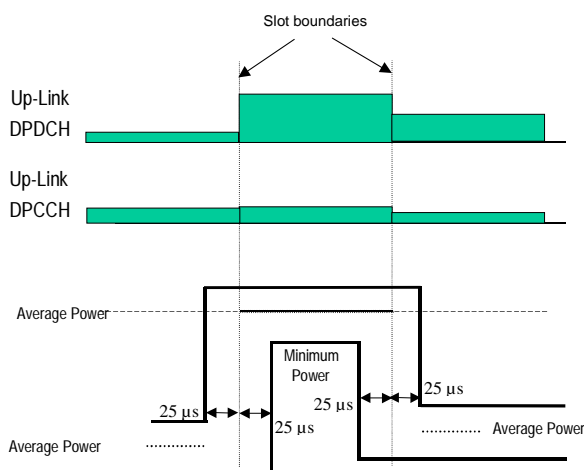 Slot boundaries
Up-Link
DPDCH
Up-Link
DPCCH
Average Power
Minimum
Power
25 µs
25 µs
25 µs
25 µs
Average Power
Average Power